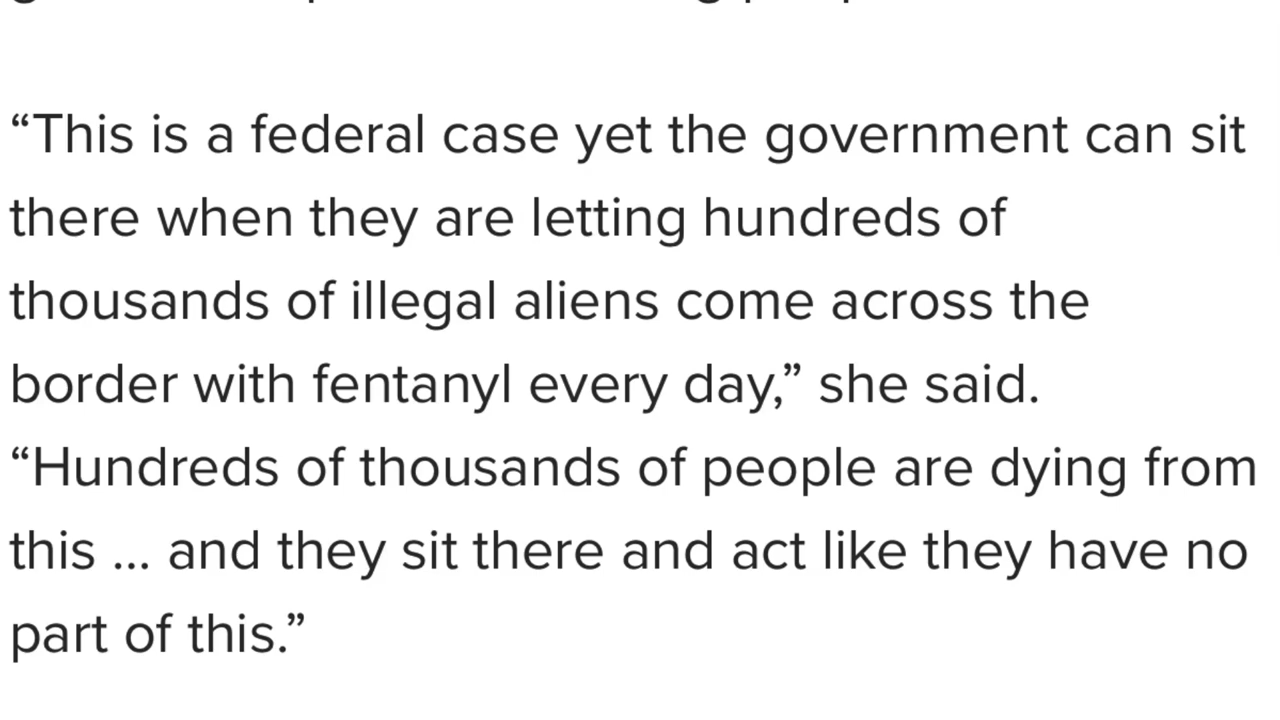 “This is a federal case yet the government can sit
there when they are letting hundreds of
thousands of illegal aliens come across the
border with fentanyl every day,” she said.
“Hundreds of thousands of people are dying from
this ... and they sit there and act like they have no
part of this.”